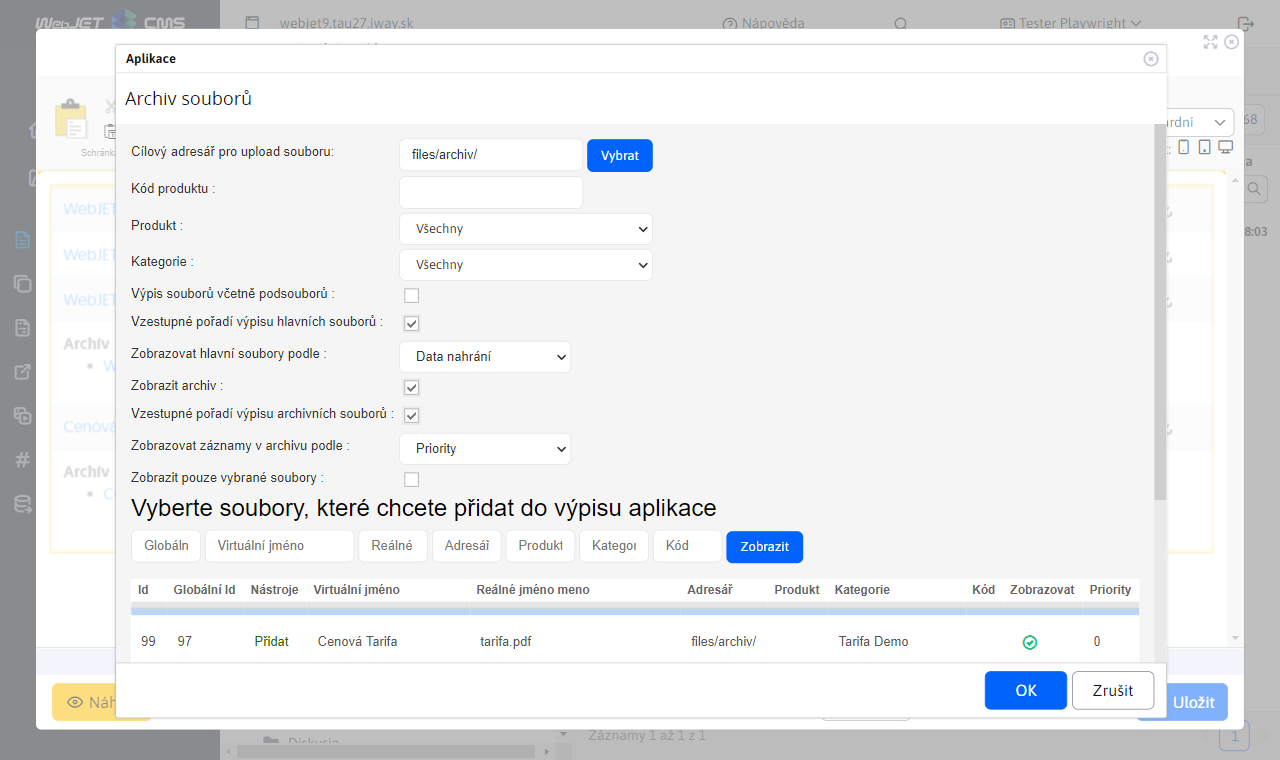 WebJET CMS
webjet9.tau27.iway.sk
Nápověda
Tester Playwright
Aplikace
Archiv souborů
Schránka
Cílový adresář pro upload souboru:
files/archiv/
Vybrat
Kód produktu :
Produkt :
Všechny
Kategorie :
Všechny
Výpis souborů včetně podsouborů :
Vzestupné pořadí výpisu hlavních souborů :
Zobrazovat hlavní soubory podle :
Data nahrání
Zobrazit archiv :
Vzestupné pořadí výpisu archivních souborů :
Zobrazovat záznamy v archivu podle :
Priority
Zobrazit pouze vybrané soubory :
Vyberte soubory, které chcete přidat do výpisu aplikace
Globáln
Virtuální jméno
Reálné
Adresář
Produkt
Kategor
Kód
Zobrazit
Id Globální Id Nástroje Virtuální jméno Reálné jméno meno Adresář Produkt Kategorie Kód Zobrazovat Priority
99 97 Přidat Cenová Tarifa tarifa.pdf files/archiv/ Tarifa Demo 0
OK
Zrušit
WebJET
WebJET
WebJET
Archiv
Cenová
Archiv
rdní
68
8:03
Náh
Uložit
Diskusia
Záznamy 1 až 1 z 1
1